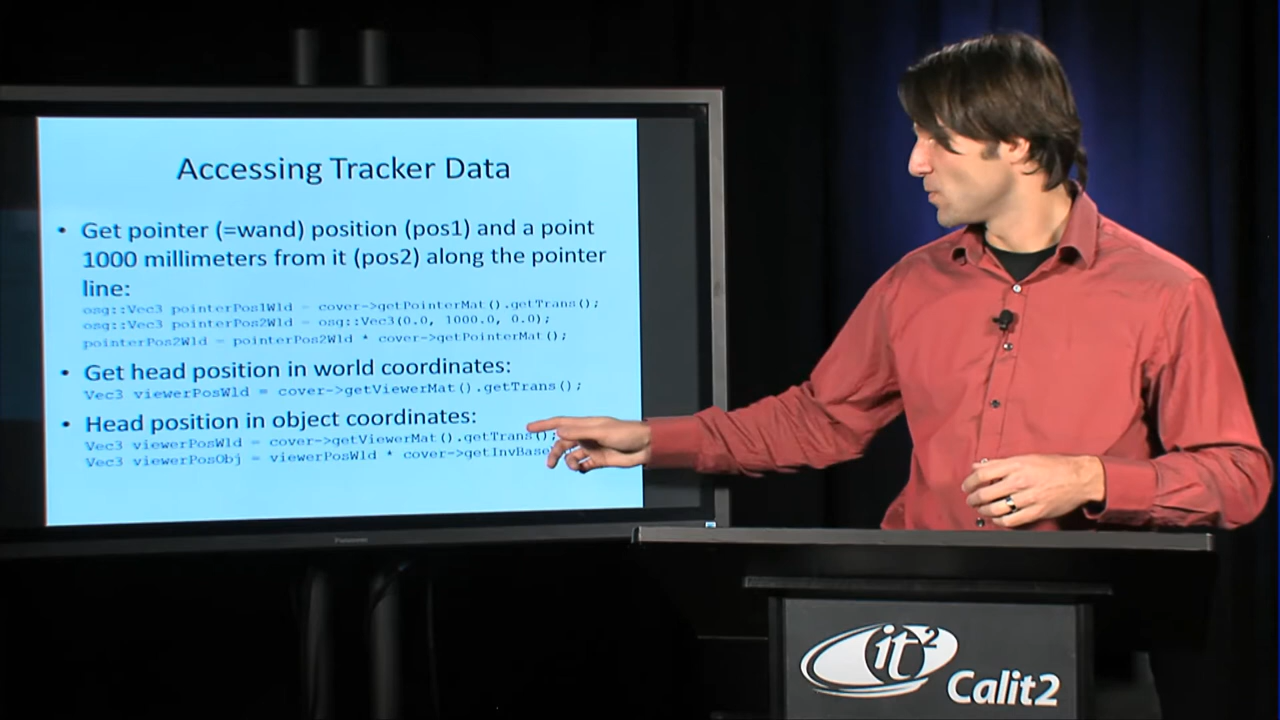 Accessing Tracker Data
• Get pointer (=wand) position (pos1) and a point
1000 millimeters from it (pos2) along the pointer
line:
osg::Vec3 pointerPos1Wld = cover->getPointerMat().getTrans();
osg::Vec3 pointerPos2Wld = osg::Vec3(0.0, 1000.0, 0.0);
pointerPos2Wld = pointerPos2Wld * cover->getPointerMat();
• Get head position in world coordinates:
Vec3 viewerPosWld = cover->getViewerMat().getTrans();
• Head position in object coordinates:
Vec3 viewerPosWld = cover->getViewerMat().getTrans();
Vec3 viewerPosObj = viewerPosWld * cover->getInvBase
Panasonic
it2
Calit2